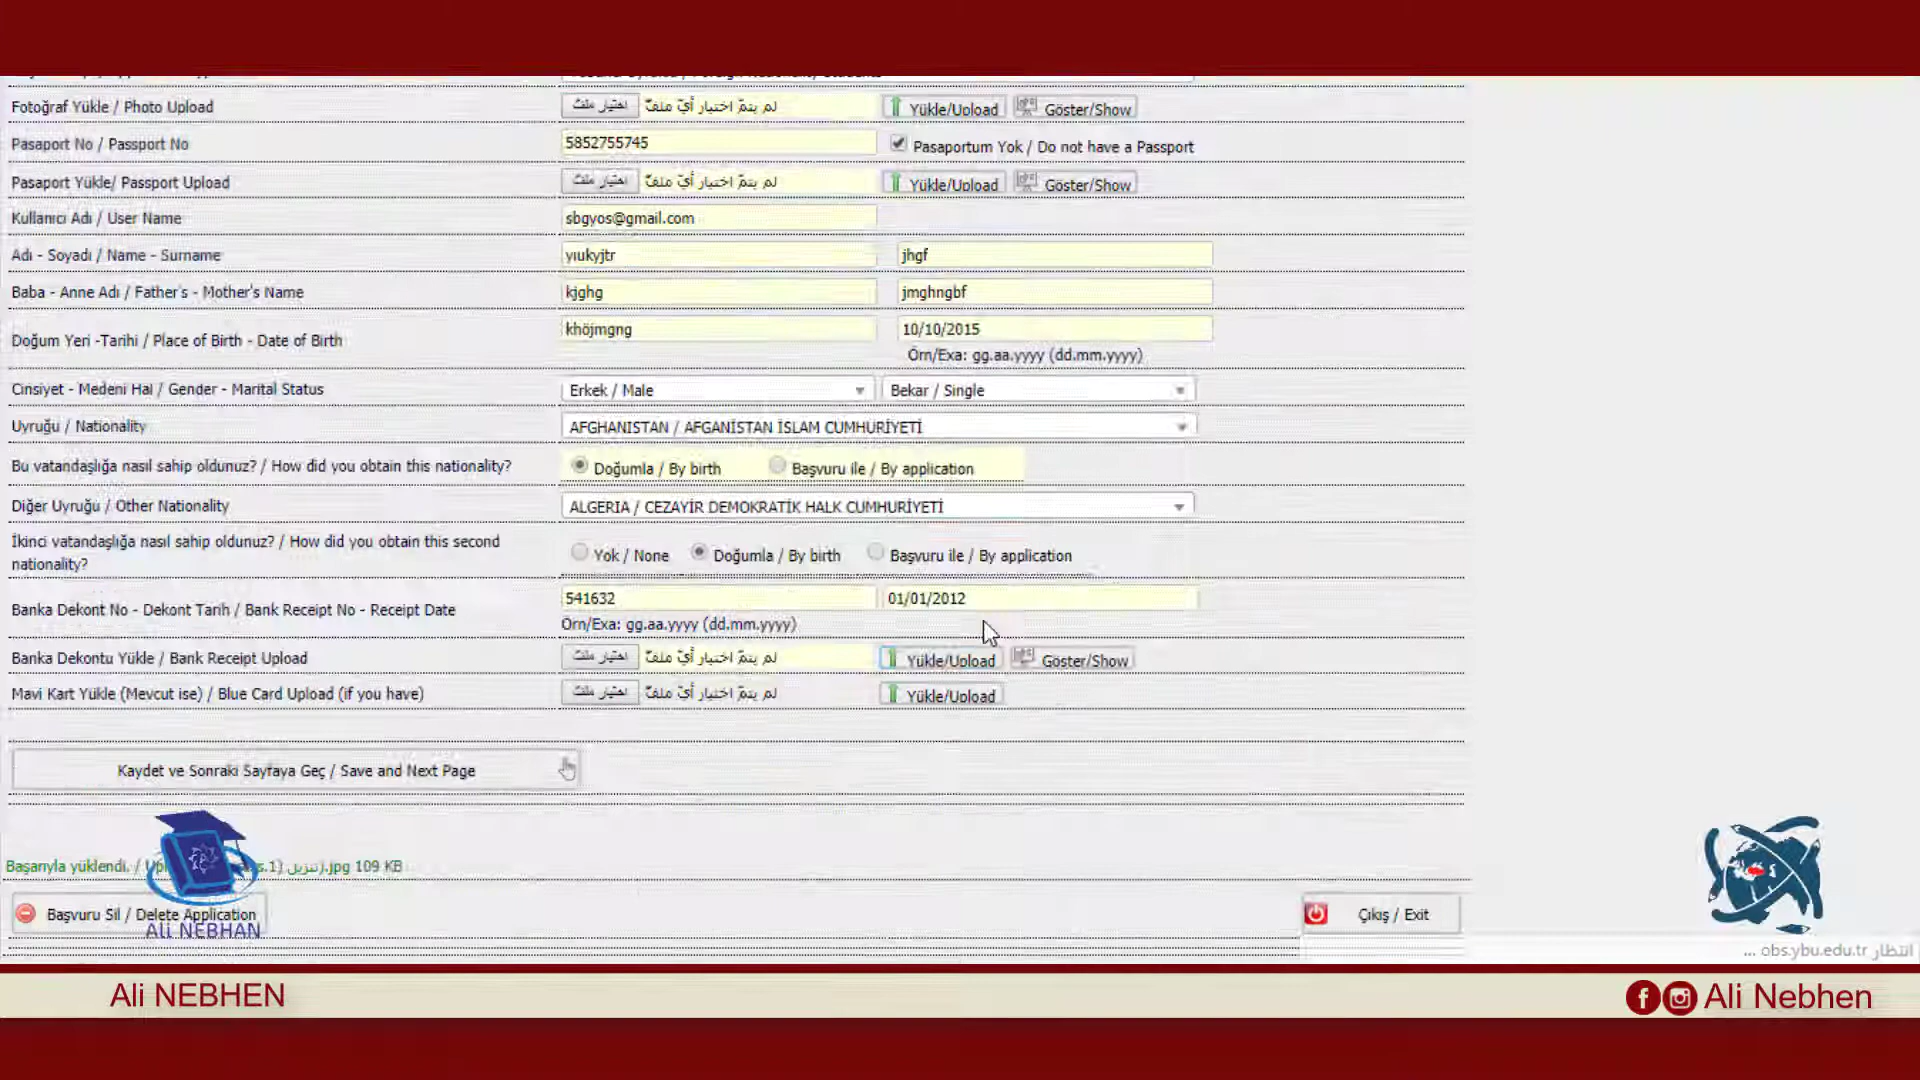 Fotoğraf Yükle / Photo Upload اختيار ملفّ لم يتمّ اختيار أيّ ملفّ Yükle/Upload Göster/Show
Pasaport No / Passport No 5852755745 Pasaportum Yok / Do not have a Passport
Pasaport Yükle/ Passport Upload اختيار ملفّ لم يتمّ اختيار أيّ ملفّ Yükle/Upload Göster/Show
Kullanıcı Adı / User Name sbgyos@gmail.com
Adı - Soyadı / Name - Surname yıukyjtr jhgf
Baba - Anne Adı / Father's - Mother's Name kjghg jmghngbf
Doğum Yeri -Tarihi / Place of Birth - Date of Birth khöjmgng 10/10/2015
Örn/Exa: gg.aa.yyyy (dd.mm.yyyy)
Cinsiyet - Medeni Hal / Gender - Marital Status Erkek / Male Bekar / Single
Uyruğu / Nationality AFGHANISTAN / AFGANİSTAN İSLAM CUMHURİYETİ
Bu vatandaşlığa nasıl sahip oldunuz? / How did you obtain this nationality? Doğumla / By birth Başvuru ile / By application
Diğer Uyruğu / Other Nationality ALGERIA / CEZAYİR DEMOKRATİK HALK CUMHURİYETİ
İkinci vatandaşlığa nasıl sahip oldunuz? / How did you obtain this second
nationality? Yok / None Doğumla / By birth Başvuru ile / By application
Banka Dekont No - Dekont Tarih / Bank Receipt No - Receipt Date 541632 01/01/2012
Örn/Exa: gg.aa.yyyy (dd.mm.yyyy)
Banka Dekontu Yükle / Bank Receipt Upload اختيار ملفّ لم يتمّ اختيار أيّ ملفّ Yükle/Upload Göster/Show
Mavi Kart Yükle (Mevcut ise) / Blue Card Upload (if you have) اختيار ملفّ لم يتمّ اختيار أيّ ملفّ Yükle/Upload
Kaydet ve Sonraki Sayfaya Geç / Save and Next Page
Başarıyla yüklendi. / تنزيل (1).jpg 109 KB
Başvuru Sil / Delete Application Çıkış / Exit
Ali NEBHAN
انتظار obs.ybu.edu.tr ...
Ali NEBHEN Ali Nebhen